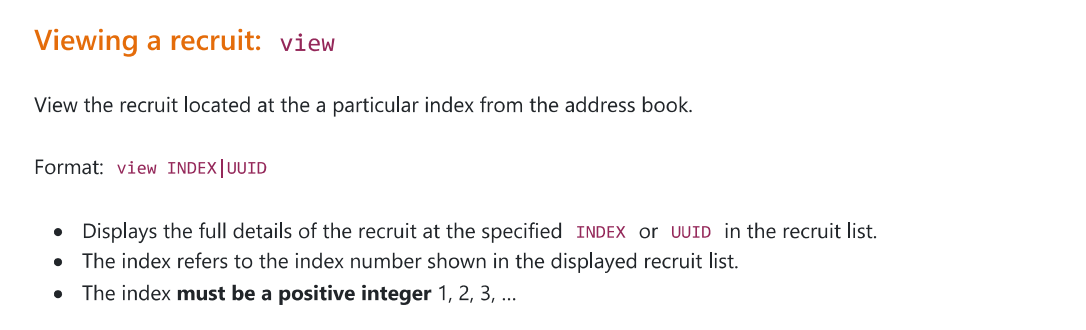 Viewing a recruit: view
View the recruit located at the a particular index from the address book.
Format: view INDEX|UUID
• Displays the full details of the recruit at the specified INDEX or UUID in the recruit list.
• The index refers to the index number shown in the displayed recruit list.
• The index must be a positive integer 1, 2, 3, …